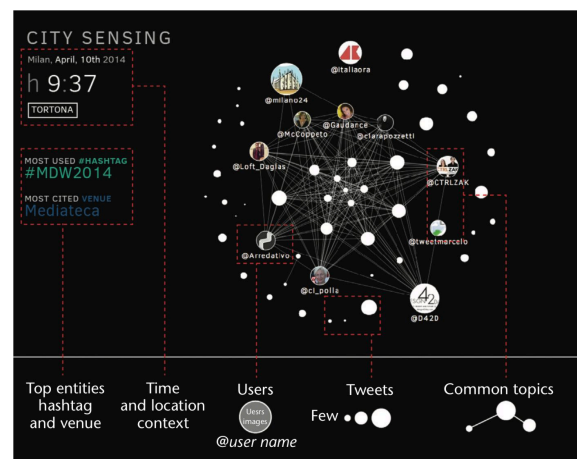 CITY SENSING
Milan, April, 10th 2014
h 9:37
TORTONA
MOST USED #HASHTAG
#MDW2014
MOST CITED VENUE
Mediateca
@Italiaora
@milano24
@McCoppeto
@Gaudance
@clarapozzetti
@Loft_Daglas
@CTRLZAK
@Arredativo
@tweetmarcelo
@cl_polla
@D42D
Top entities
hashtag
and venue
Time
and location
context
Users
Uesrs
images
@user name
Tweets
Few
Common topics